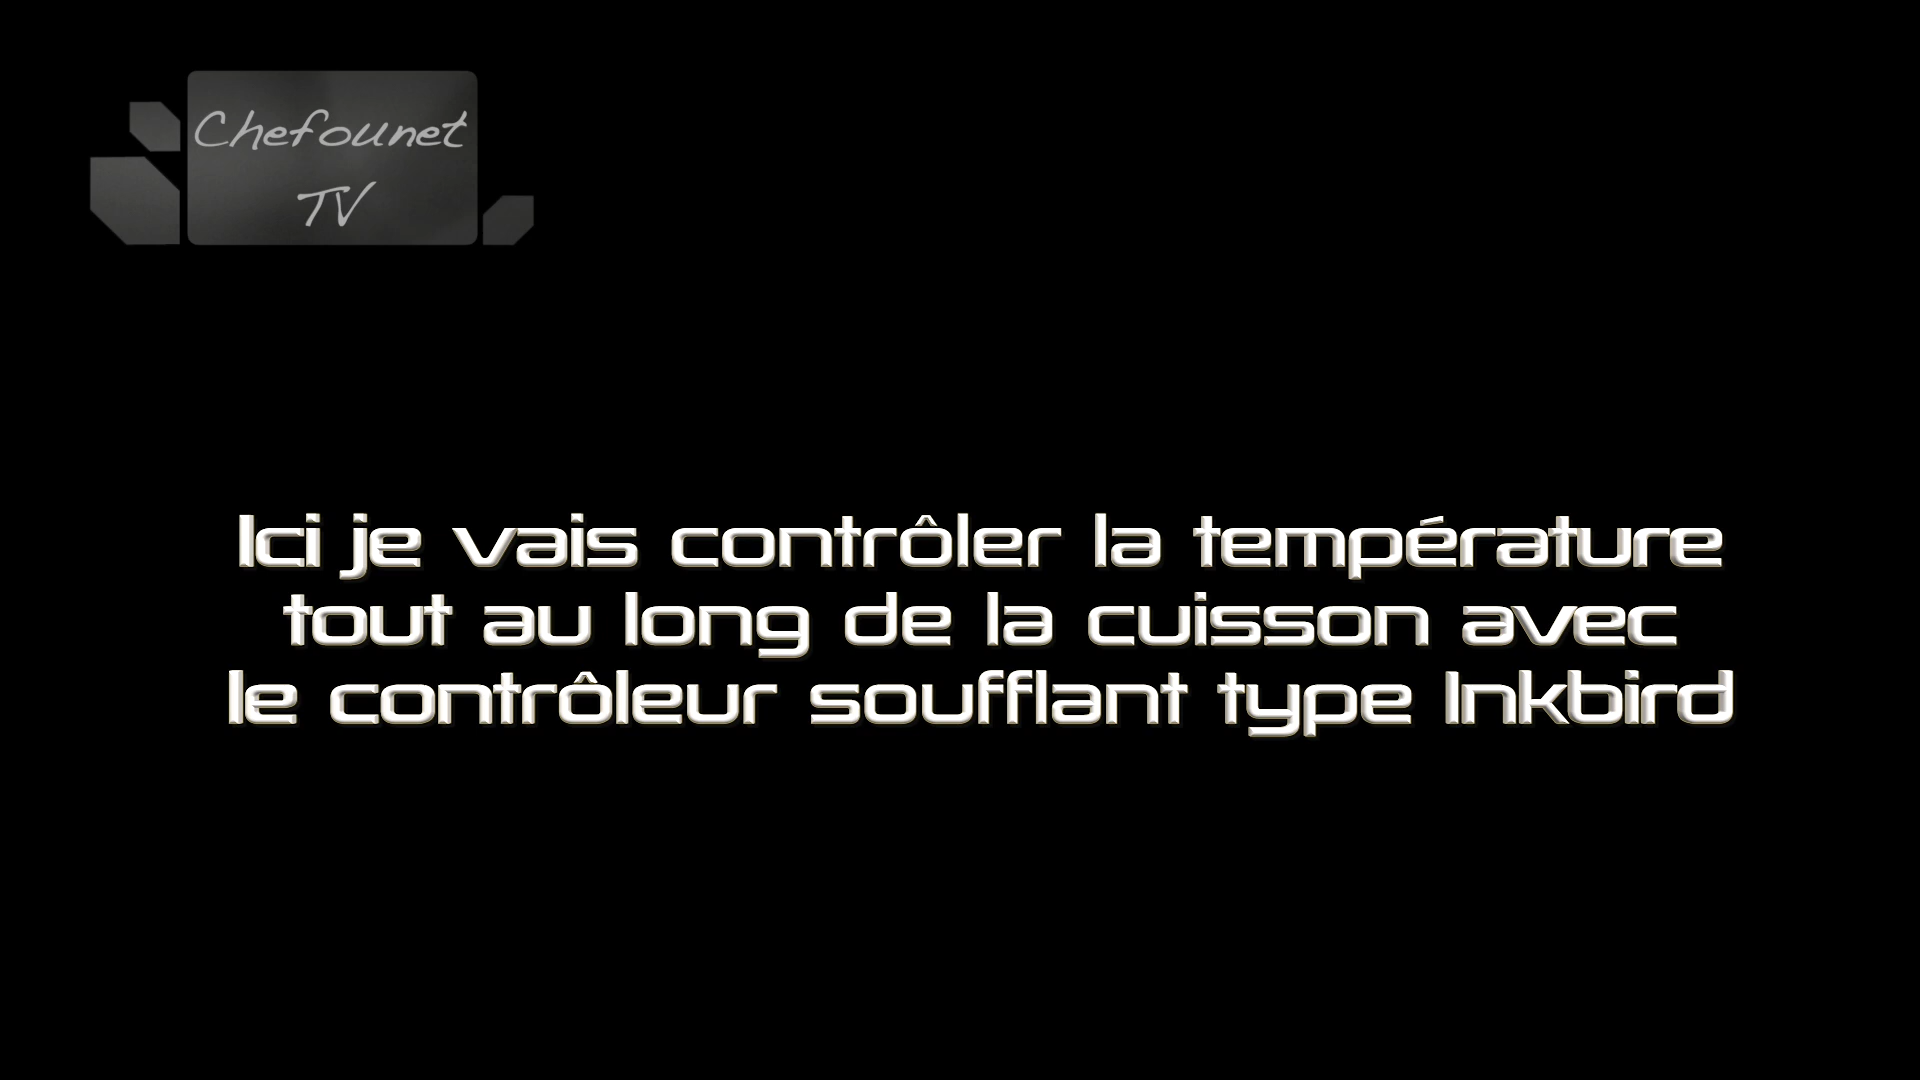 Chefounet
TV
Ici je vais contrôler la température
tout au long de la cuisson avec
le contrôleur soufflant type Inkbird